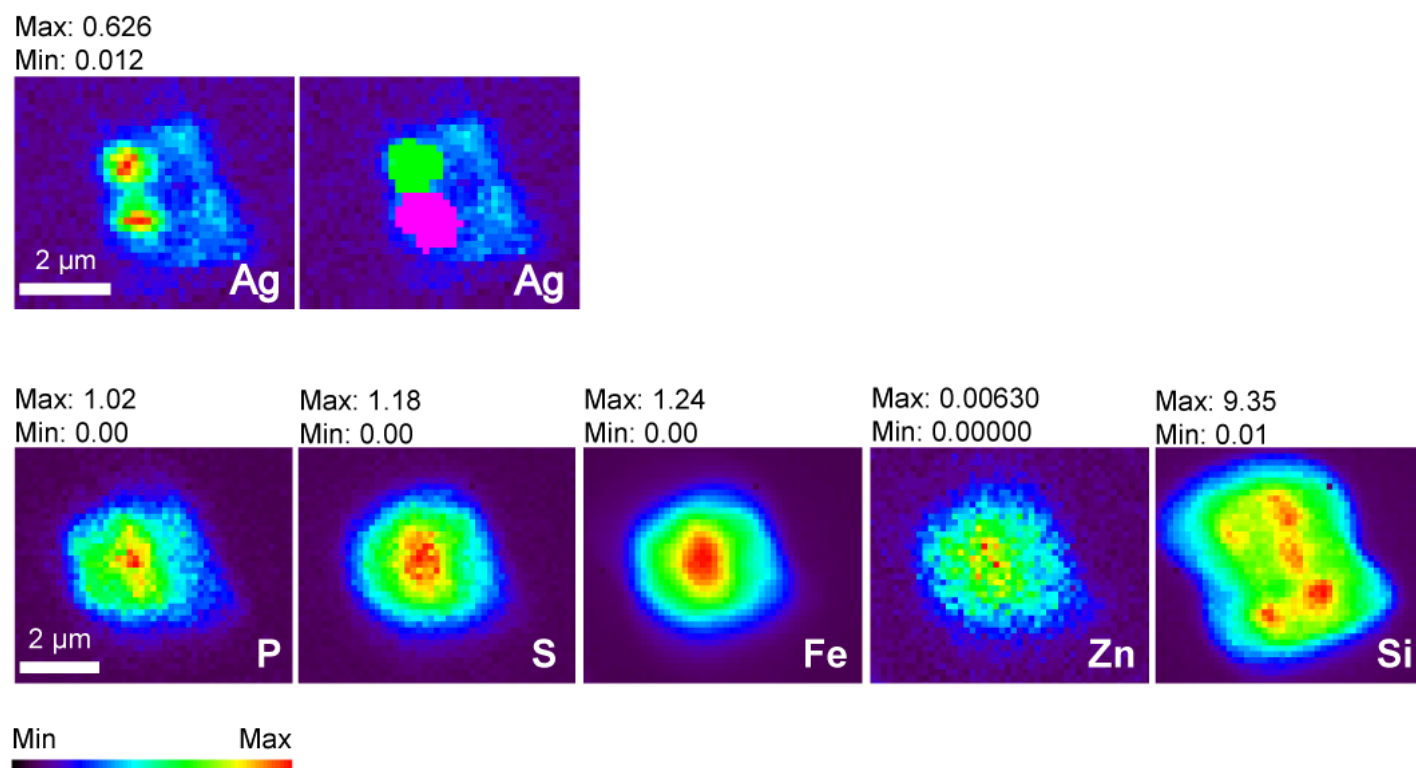 Max: 0.626
Min: 0.012
2 µm
Ag
Ag
Max: 1.02
Min: 0.00
Max: 1.18
Min: 0.00
Max: 1.24
Min: 0.00
Max: 0.00630
Min: 0.00000
Max: 9.35
Min: 0.01
2 µm
P
S
Fe
Zn
Si
Min Max